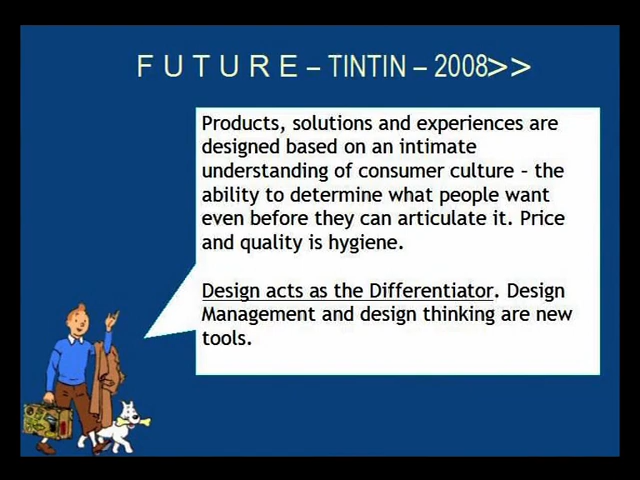 F U T U R E – TINTIN – 2008>>
Products, solutions and experiences are
designed based on an intimate
understanding of consumer culture – the
ability to determine what people want
even before they can articulate it. Price
and quality is hygiene.
Design acts as the Differentiator. Design
Management and design thinking are new
tools.